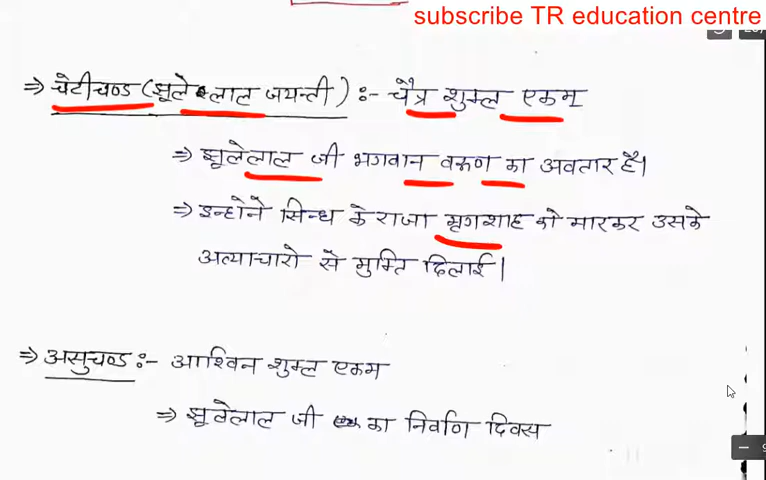 subscribe TR education centre
⇒ चेटीचण्ड (झूलेलाल जयन्ती) :- चैत्र शुक्ल एकम
⇒ झूलेलाल जी भगवान वरूण का अवतार है।
⇒ इन्होने सिन्ध के राजा मृगशाह को मारकर उसके
अत्याचारो से मुक्ति दिलाई।
⇒ असुचण्ड :- आश्विन शुक्ल एकम
⇒ झूलेलाल जी का निर्वाण दिवस